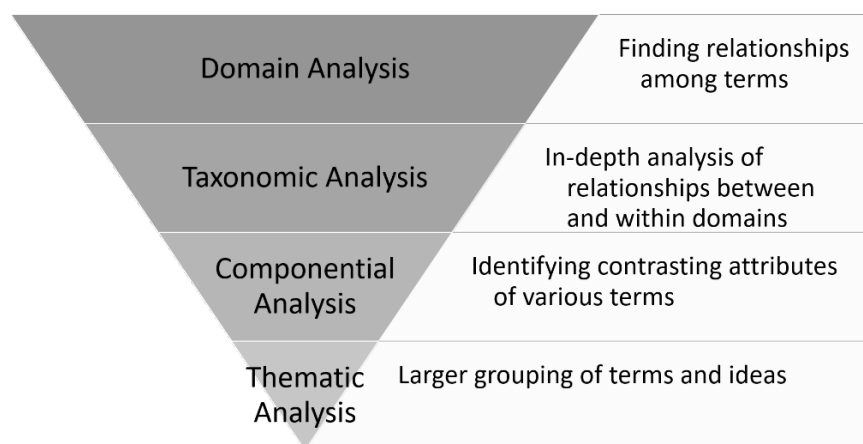 Domain Analysis
Finding relationships
among terms
Taxonomic Analysis
In-depth analysis of
relationships between
and within domains
Componential
Analysis
Identifying contrasting attributes
of various terms
Thematic
Analysis
Larger grouping of terms and ideas